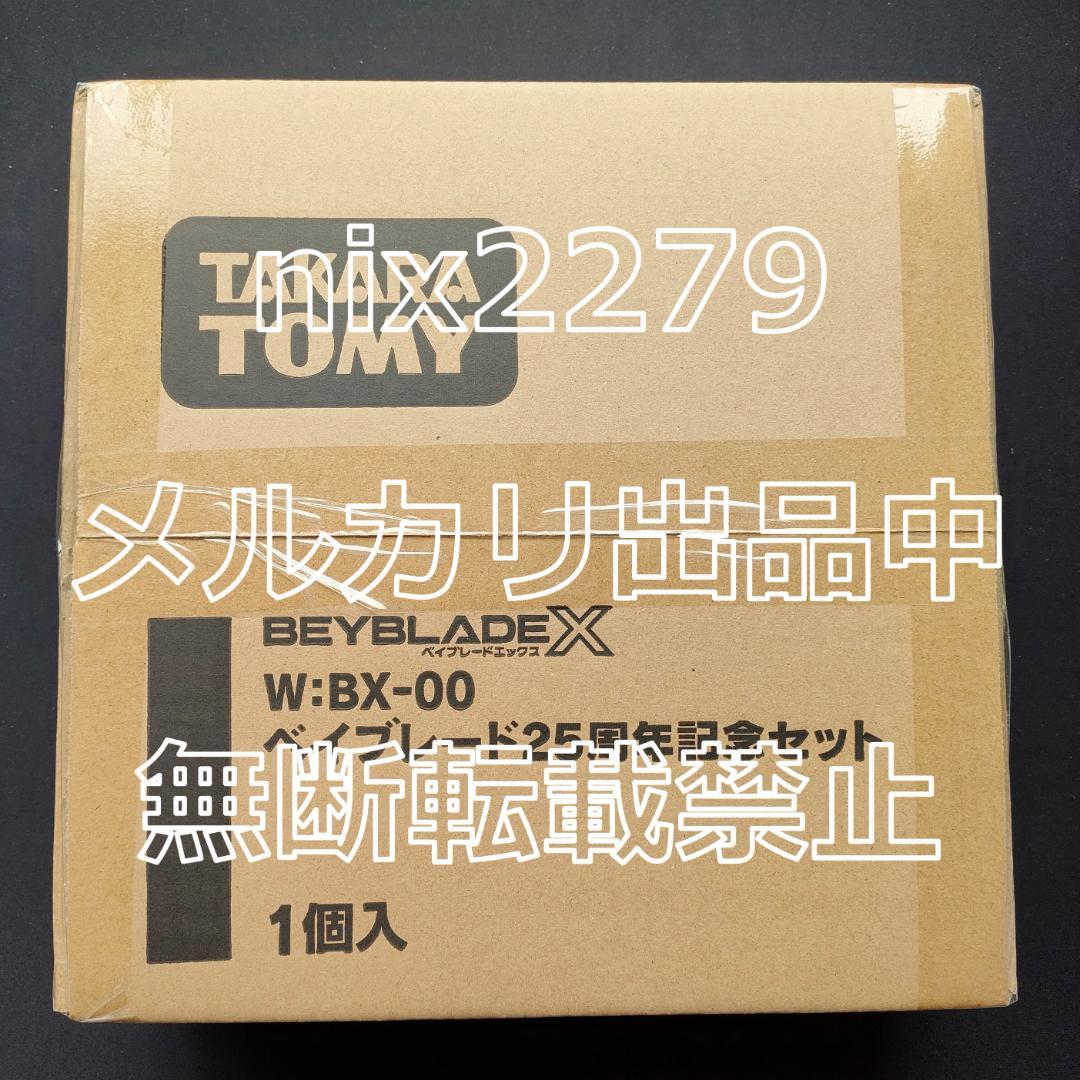 TAKARA
TOMY
nix2279
メルカリ出品中
BEYBLADE X
ベイブレードエックス
W:BX-00
ベイブレード25周年記念セット
無断転載禁止
1個入